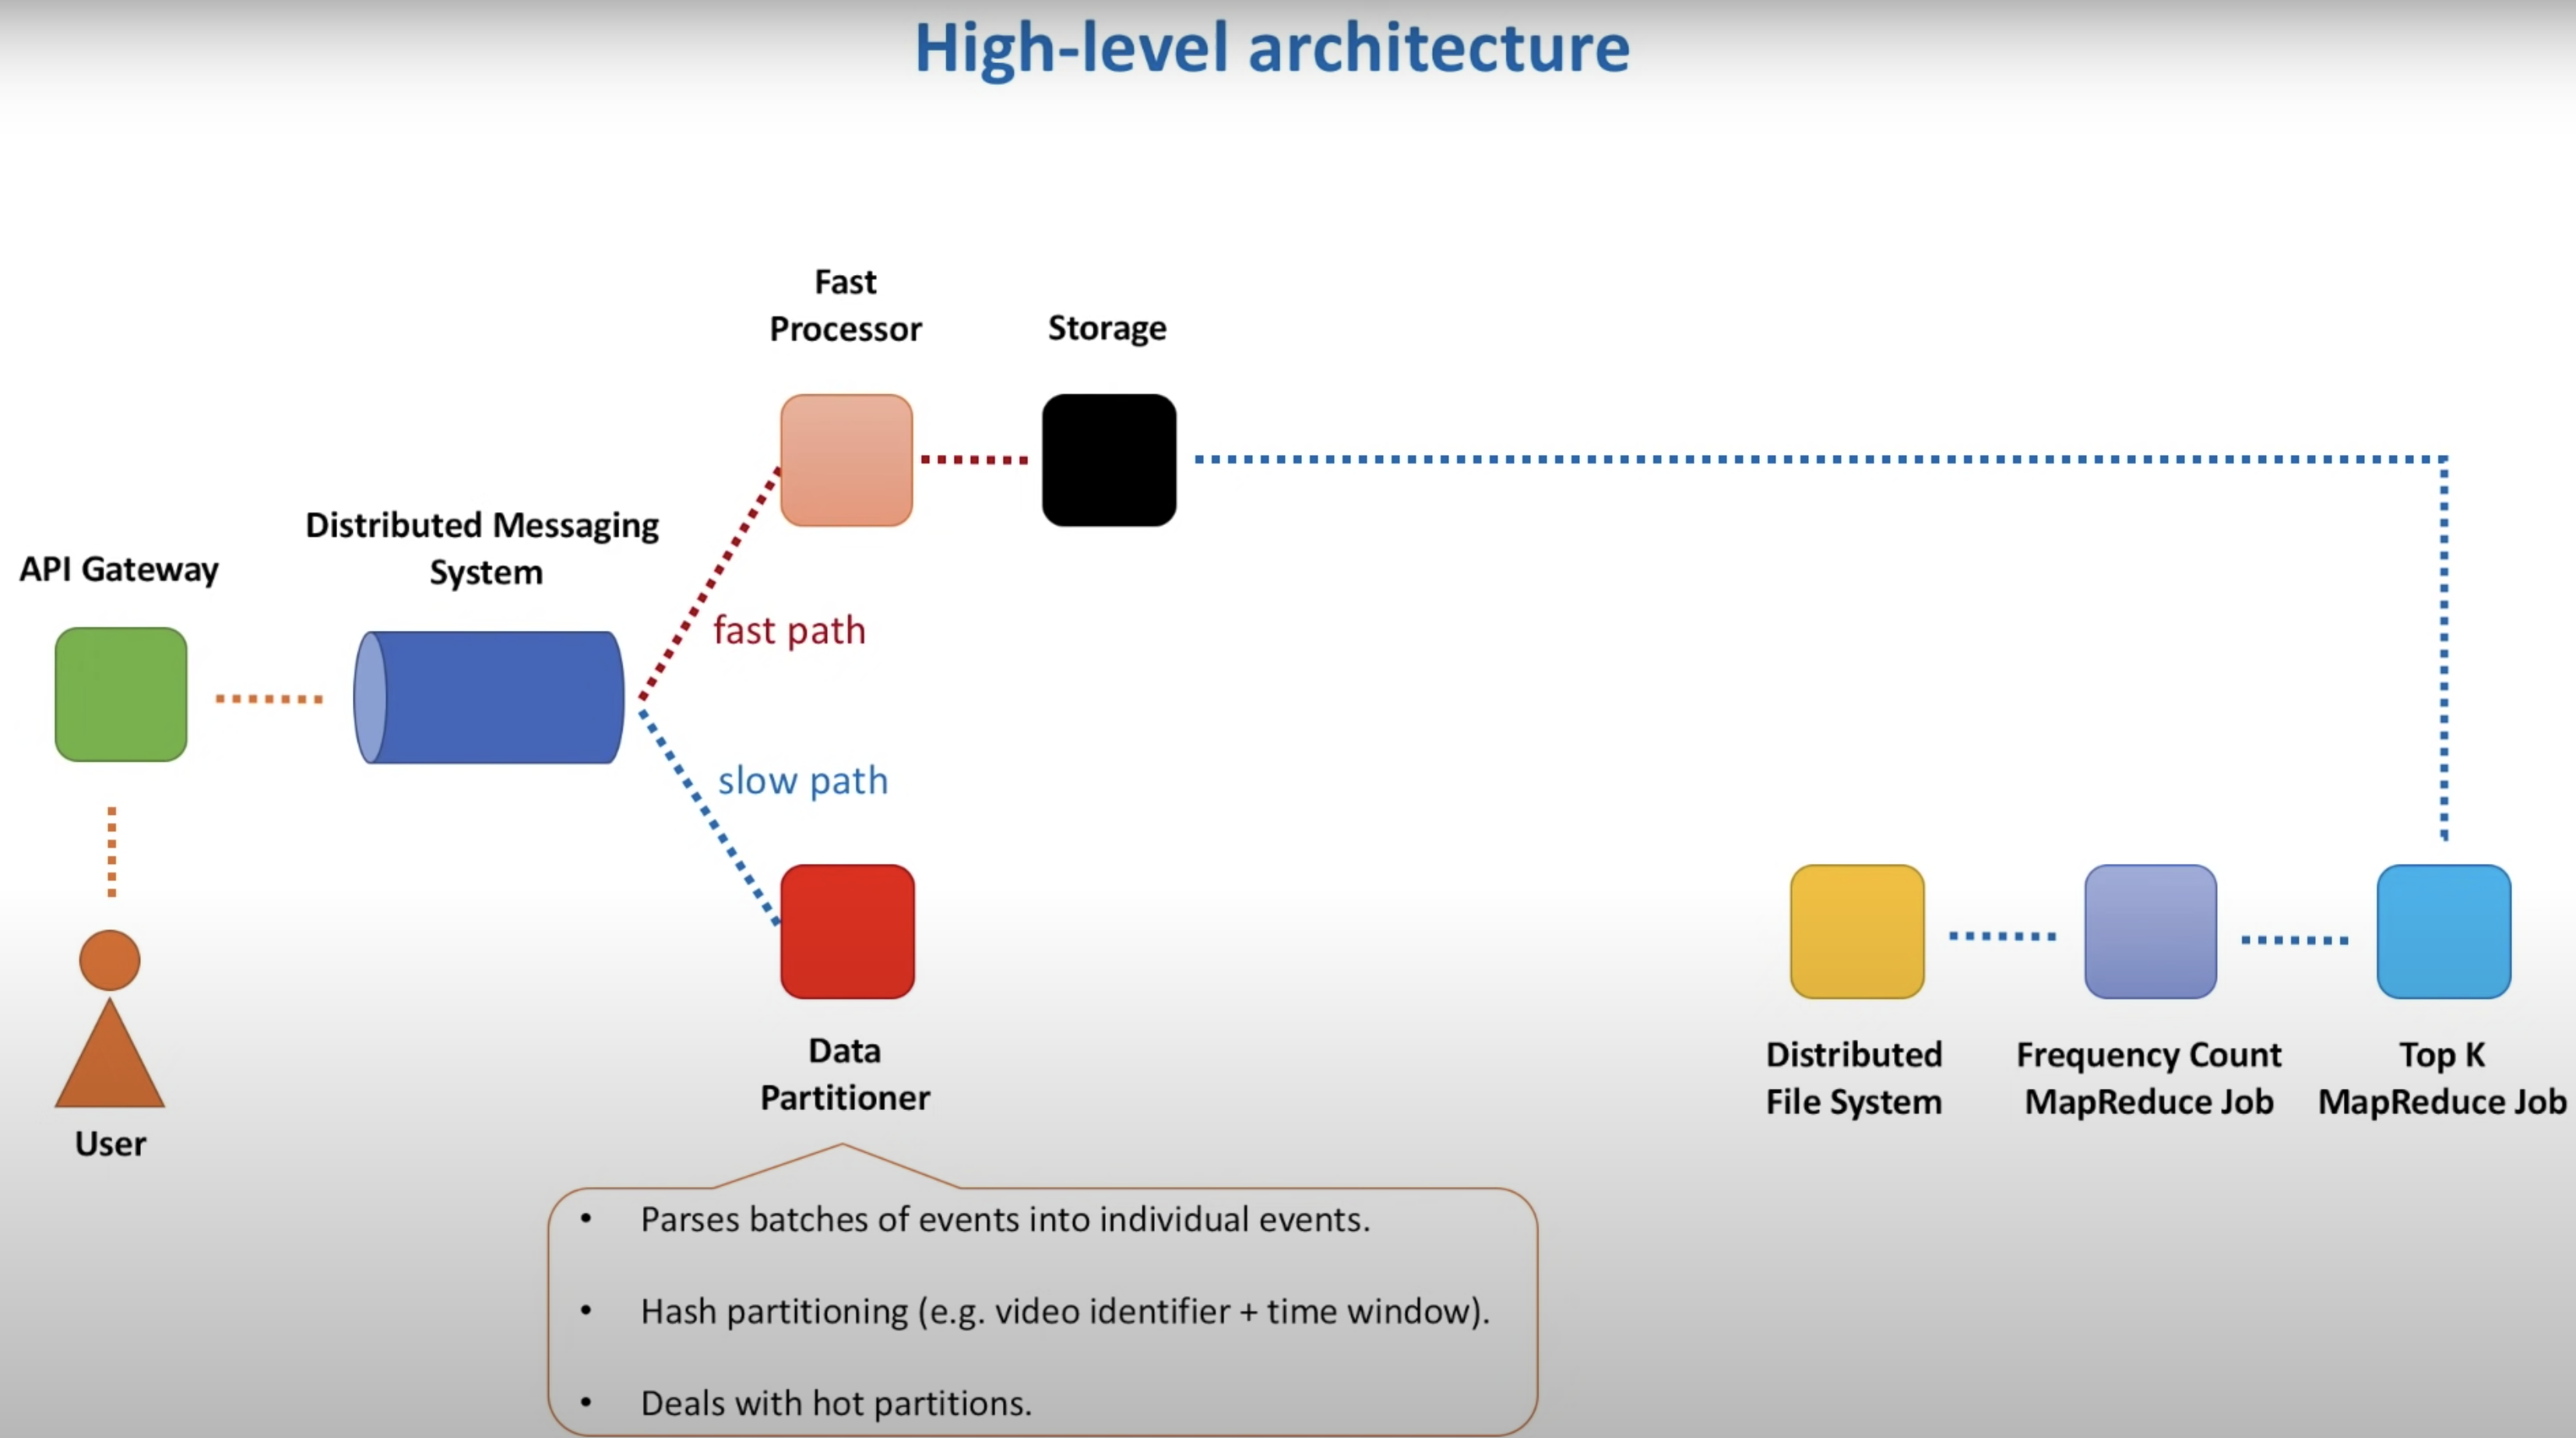 High-level architecture
Fast
Processor
Storage
Distributed Messaging
System
API Gateway
fast path
slow path
User
Data
Partitioner
Distributed
File System
Frequency Count
MapReduce Job
Top K
MapReduce Job
• Parses batches of events into individual events.
• Hash partitioning (e.g. video identifier + time window).
• Deals with hot partitions.